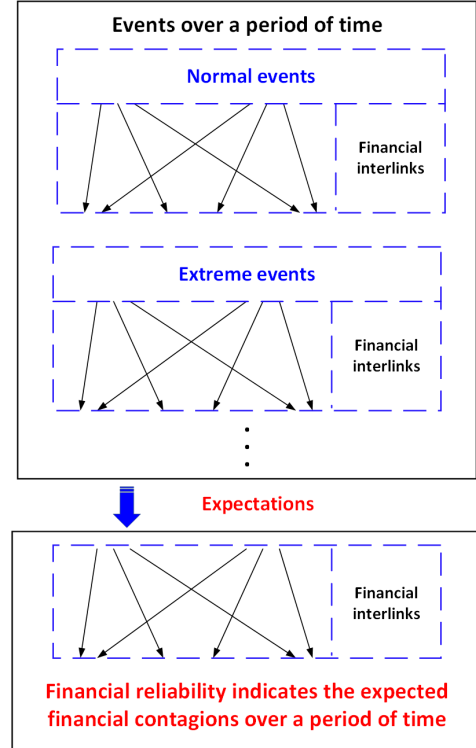 Events over a period of time
Normal events
Financial
interlinks
Extreme events
Financial
interlinks
Expectations
Financial
interlinks
Financial reliability indicates the expected
financial contagions over a period of time